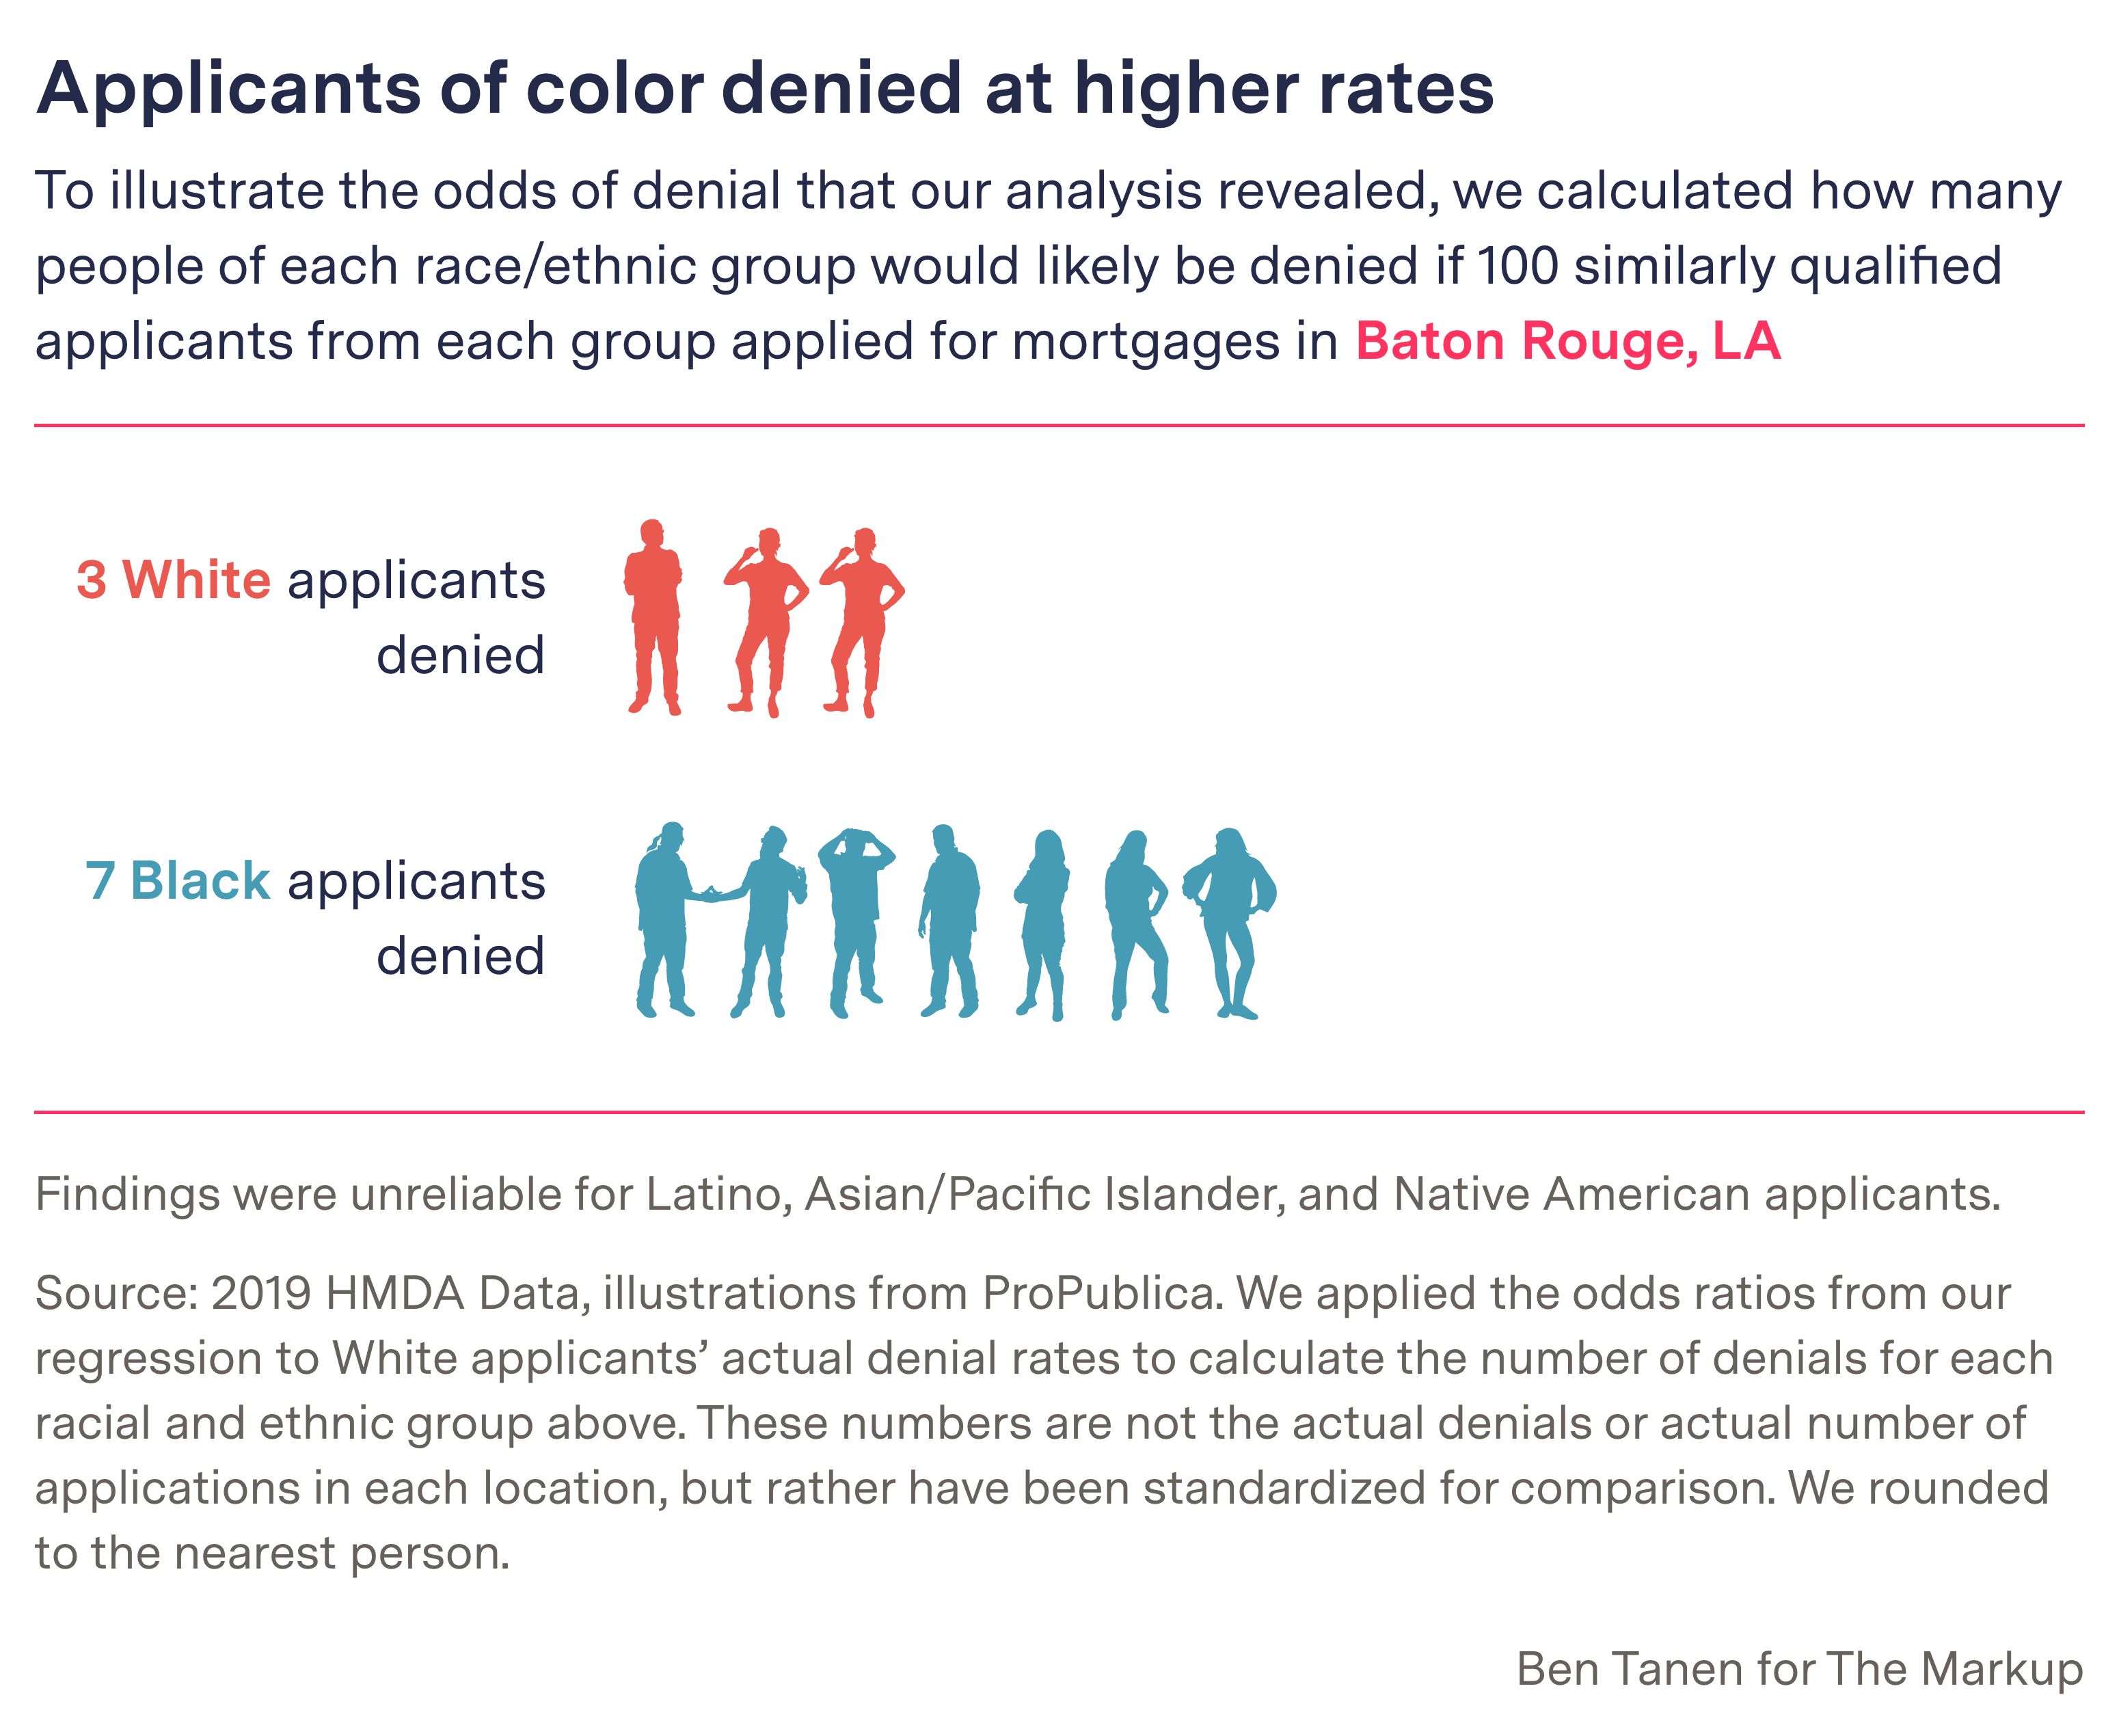 Applicants of color denied at higher rates
To illustrate the odds of denial that our analysis revealed, we calculated how many
people of each race/ethnic group would likely be denied if 100 similarly qualified
applicants from each group applied for mortgages in Baton Rouge, LA
3 White applicants
denied
7 Black applicants
denied
Findings were unreliable for Latino, Asian/Pacific Islander, and Native American applicants.
Source: 2019 HMDA Data, illustrations from ProPublica. We applied the odds ratios from our
regression to White applicants’ actual denial rates to calculate the number of denials for each
racial and ethnic group above. These numbers are not the actual denials or actual number of
applications in each location, but rather have been standardized for comparison. We rounded
to the nearest person.
Ben Tanen for The Markup